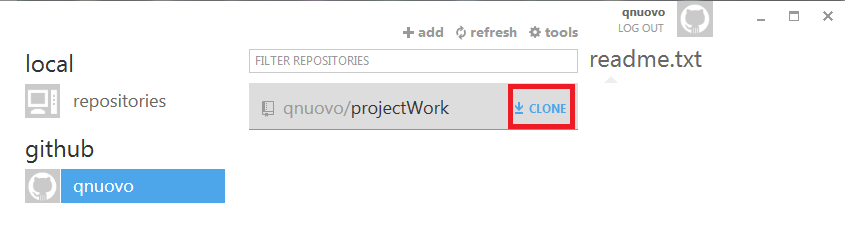 qnuovo
LOG OUT
add refresh tools
local
FILTER REPOSITORIES
readme.txt
repositories
qnuovo/projectWork
CLONE
github
qnuovo